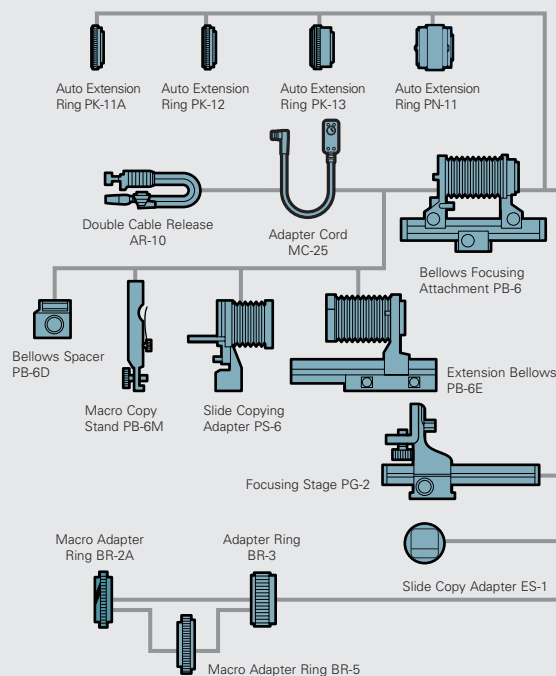 Auto Extension
Ring PK-11A
Auto Extension
Ring PK-12
Auto Extension
Ring PK-13
Auto Extension
Ring PN-11
Double Cable Release
AR-10
Adapter Cord
MC-25
Bellows Focusing
Attachment PB-6
Bellows Spacer
PB-6D
Macro Copy
Stand PB-6M
Slide Copying
Adapter PS-6
Extension Bellows
PB-6E
Focusing Stage PG-2
Macro Adapter
Ring BR-2A
Adapter Ring
BR-3
Slide Copy Adapter ES-1
Macro Adapter Ring BR-5